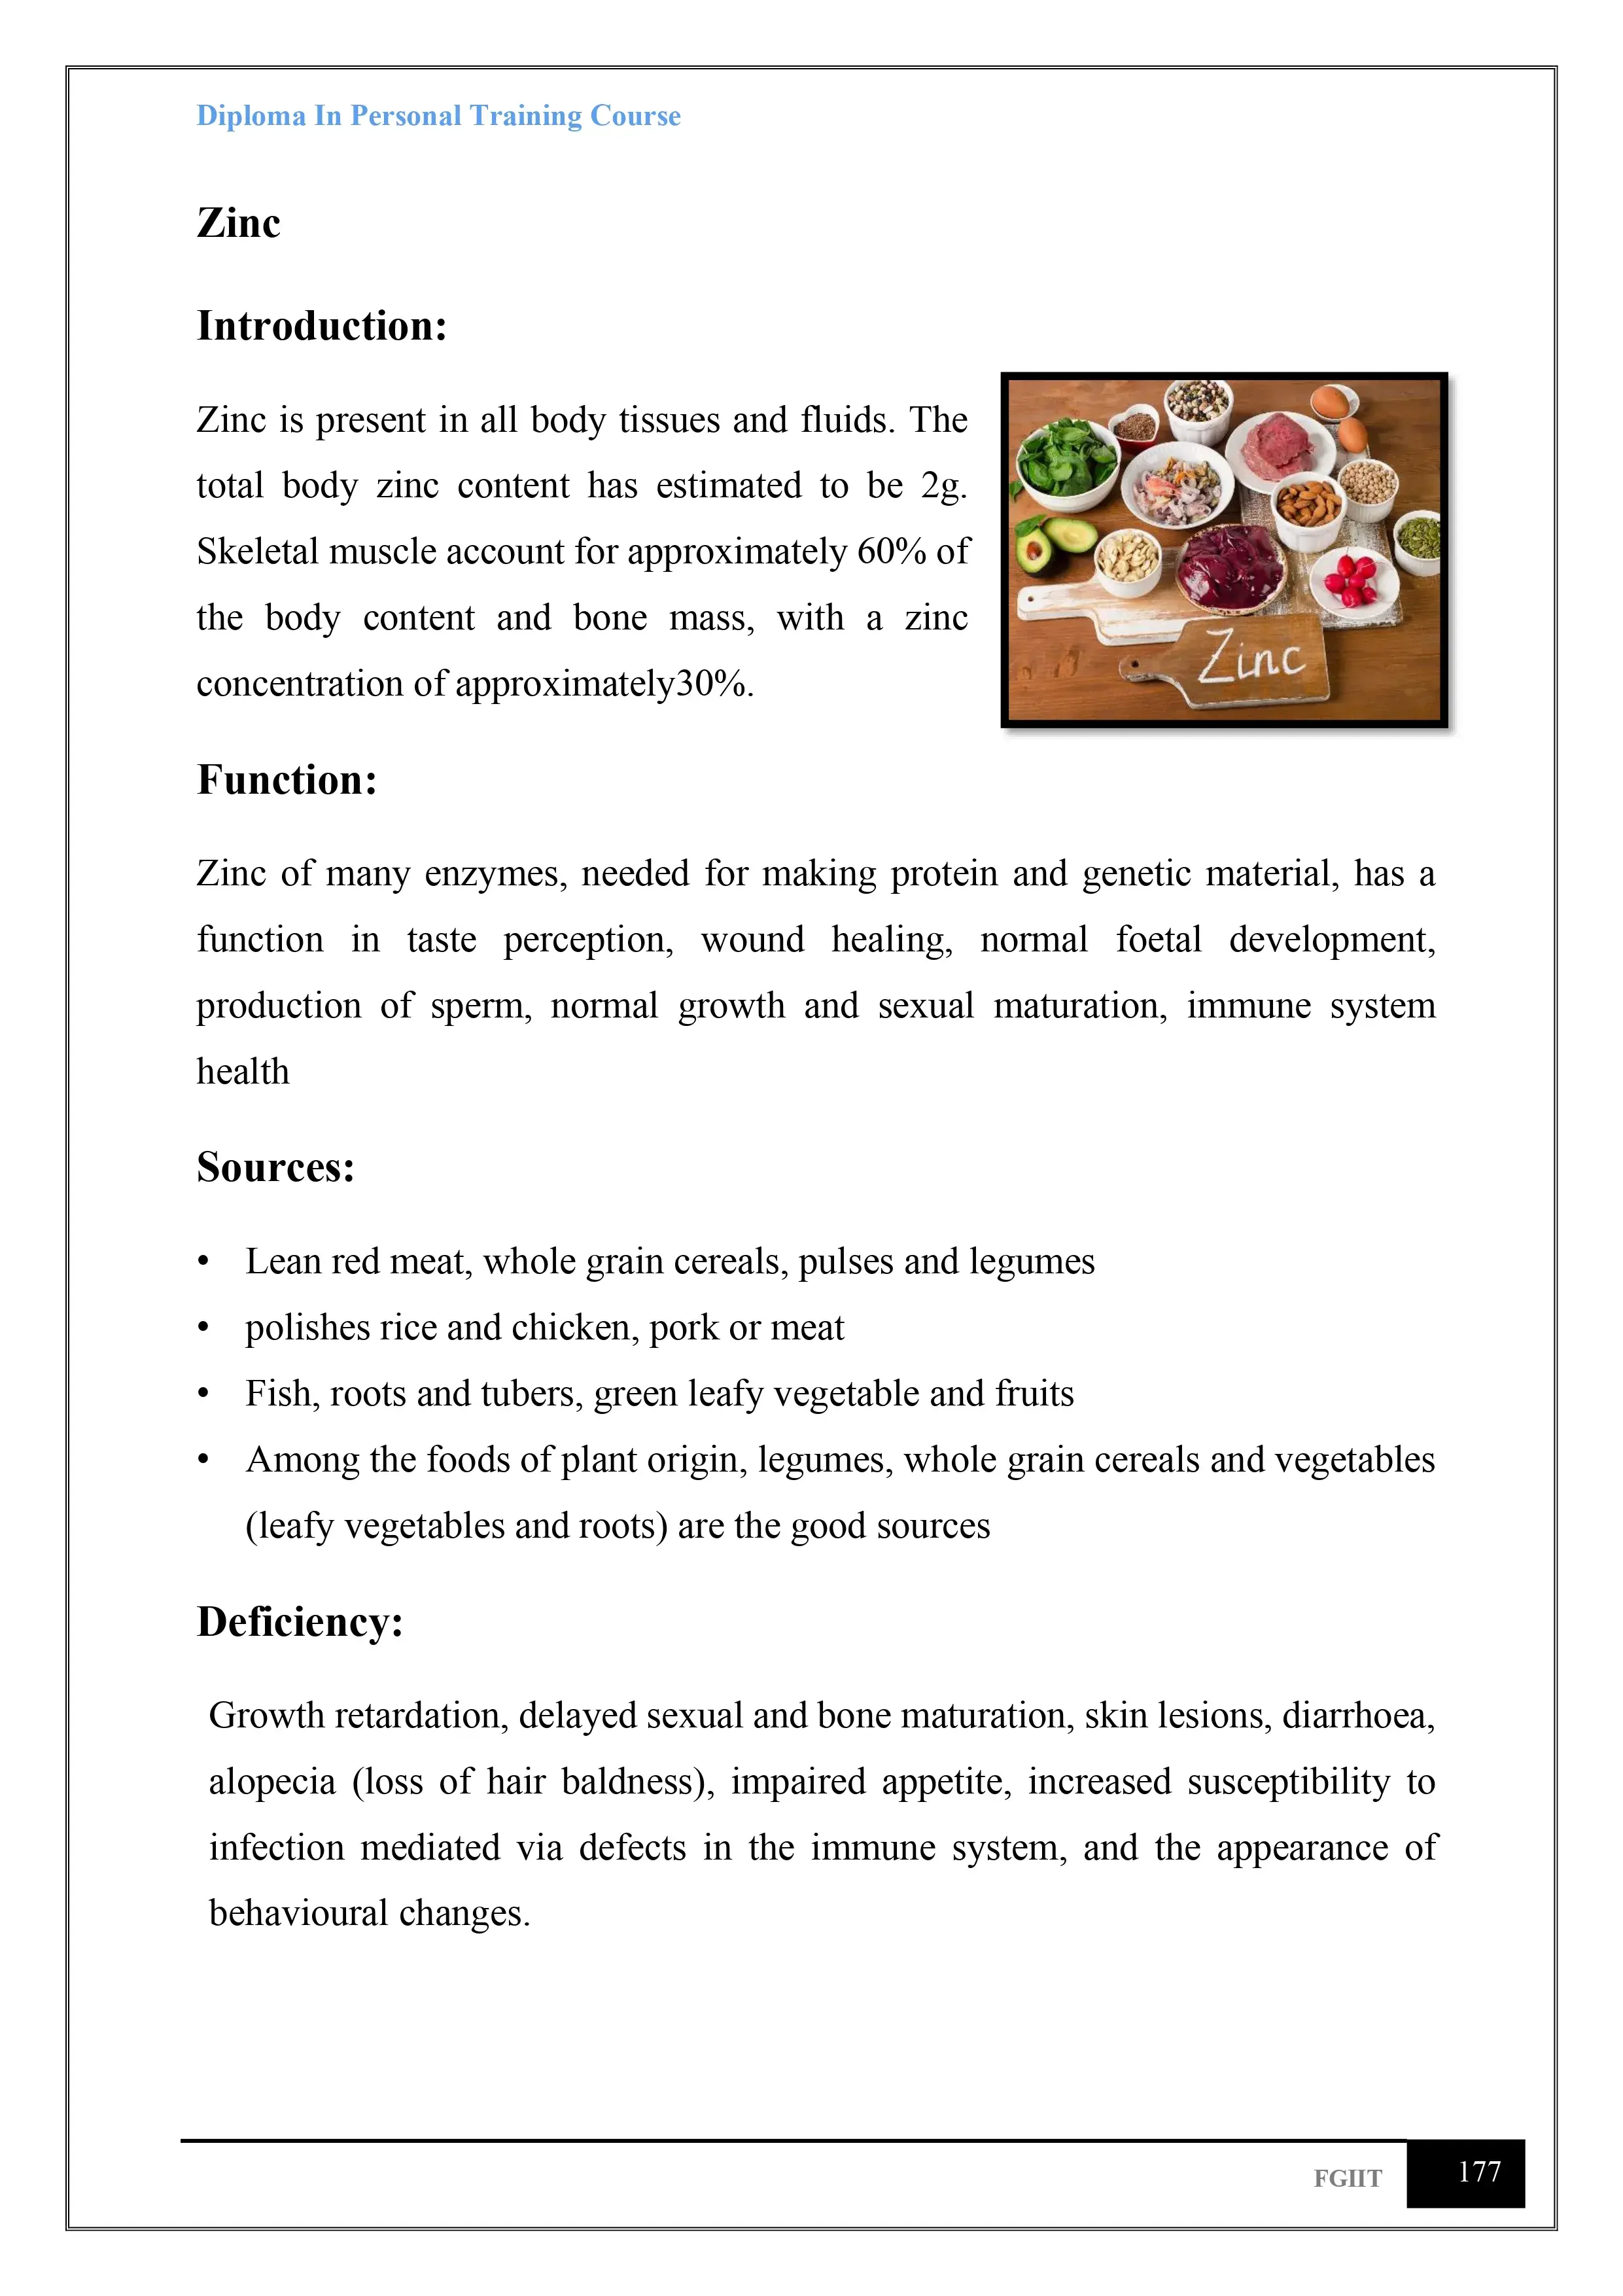 Diploma In Personal Training Course
Zinc
Introduction:
Zinc is present in all body tissues and fluids. The
total body zinc content has estimated to be 2g.
Skeletal muscle account for approximately 60% of
the body content and bone mass, with a zinc
concentration of approximately30%.
Zinc
Function:
Zinc of many enzymes, needed for making protein and genetic material, has a
function in taste perception, wound healing, normal foetal development,
production of sperm, normal growth and sexual maturation, immune system
health
Sources:
• Lean red meat, whole grain cereals, pulses and legumes
• polishes rice and chicken, pork or meat
• Fish, roots and tubers, green leafy vegetable and fruits
• Among the foods of plant origin, legumes, whole grain cereals and vegetables
(leafy vegetables and roots) are the good sources
Deficiency:
Growth retardation, delayed sexual and bone maturation, skin lesions, diarrhoea,
alopecia (loss of hair baldness), impaired appetite, increased susceptibility to
infection mediated via defects in the immune system, and the appearance of
behavioural changes.
FGIIT 177